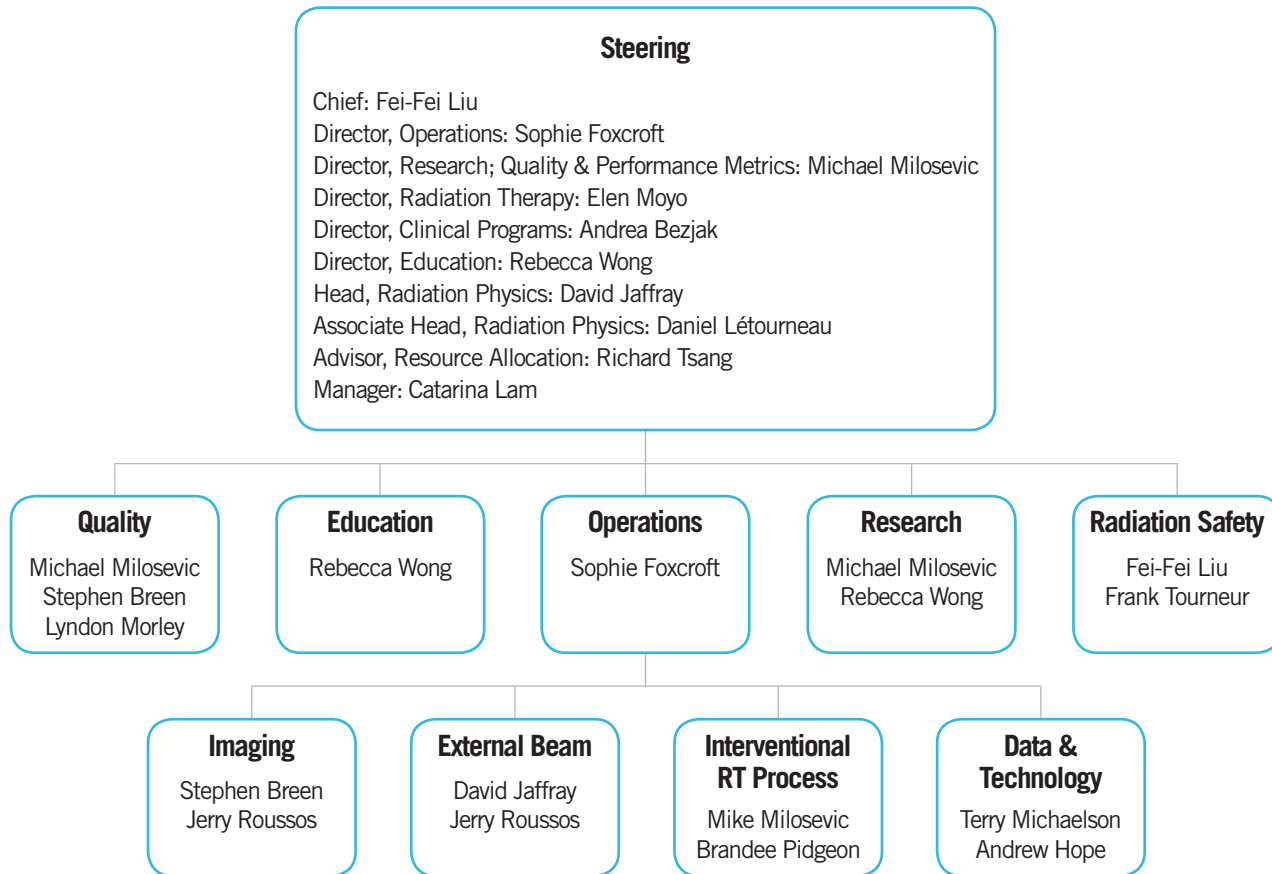 Steering
Chief: Fei-Fei Liu
Director, Operations: Sophie Foxcroft
Director, Research; Quality & Performance Metrics: Michael Milosevic
Director, Radiation Therapy: Elen Moyo
Director, Clinical Programs: Andrea Bezjak
Director, Education: Rebecca Wong
Head, Radiation Physics: David Jaffray
Associate Head, Radiation Physics: Daniel Létourneau
Advisor, Resource Allocation: Richard Tsang
Manager: Catarina Lam
Quality
Michael Milosevic
Stephen Breen
Lyndon Morley
Education
Rebecca Wong
Operations
Sophie Foxcroft
Research
Michael Milosevic
Rebecca Wong
Radiation Safety
Fei-Fei Liu
Frank Tourneur
Imaging
Stephen Breen
Jerry Roussos
External Beam
David Jaffray
Jerry Roussos
Interventional
RT Process
Mike Milosevic
Brandee Pidgeon
Data &
Technology
Terry Michaelson
Andrew Hope